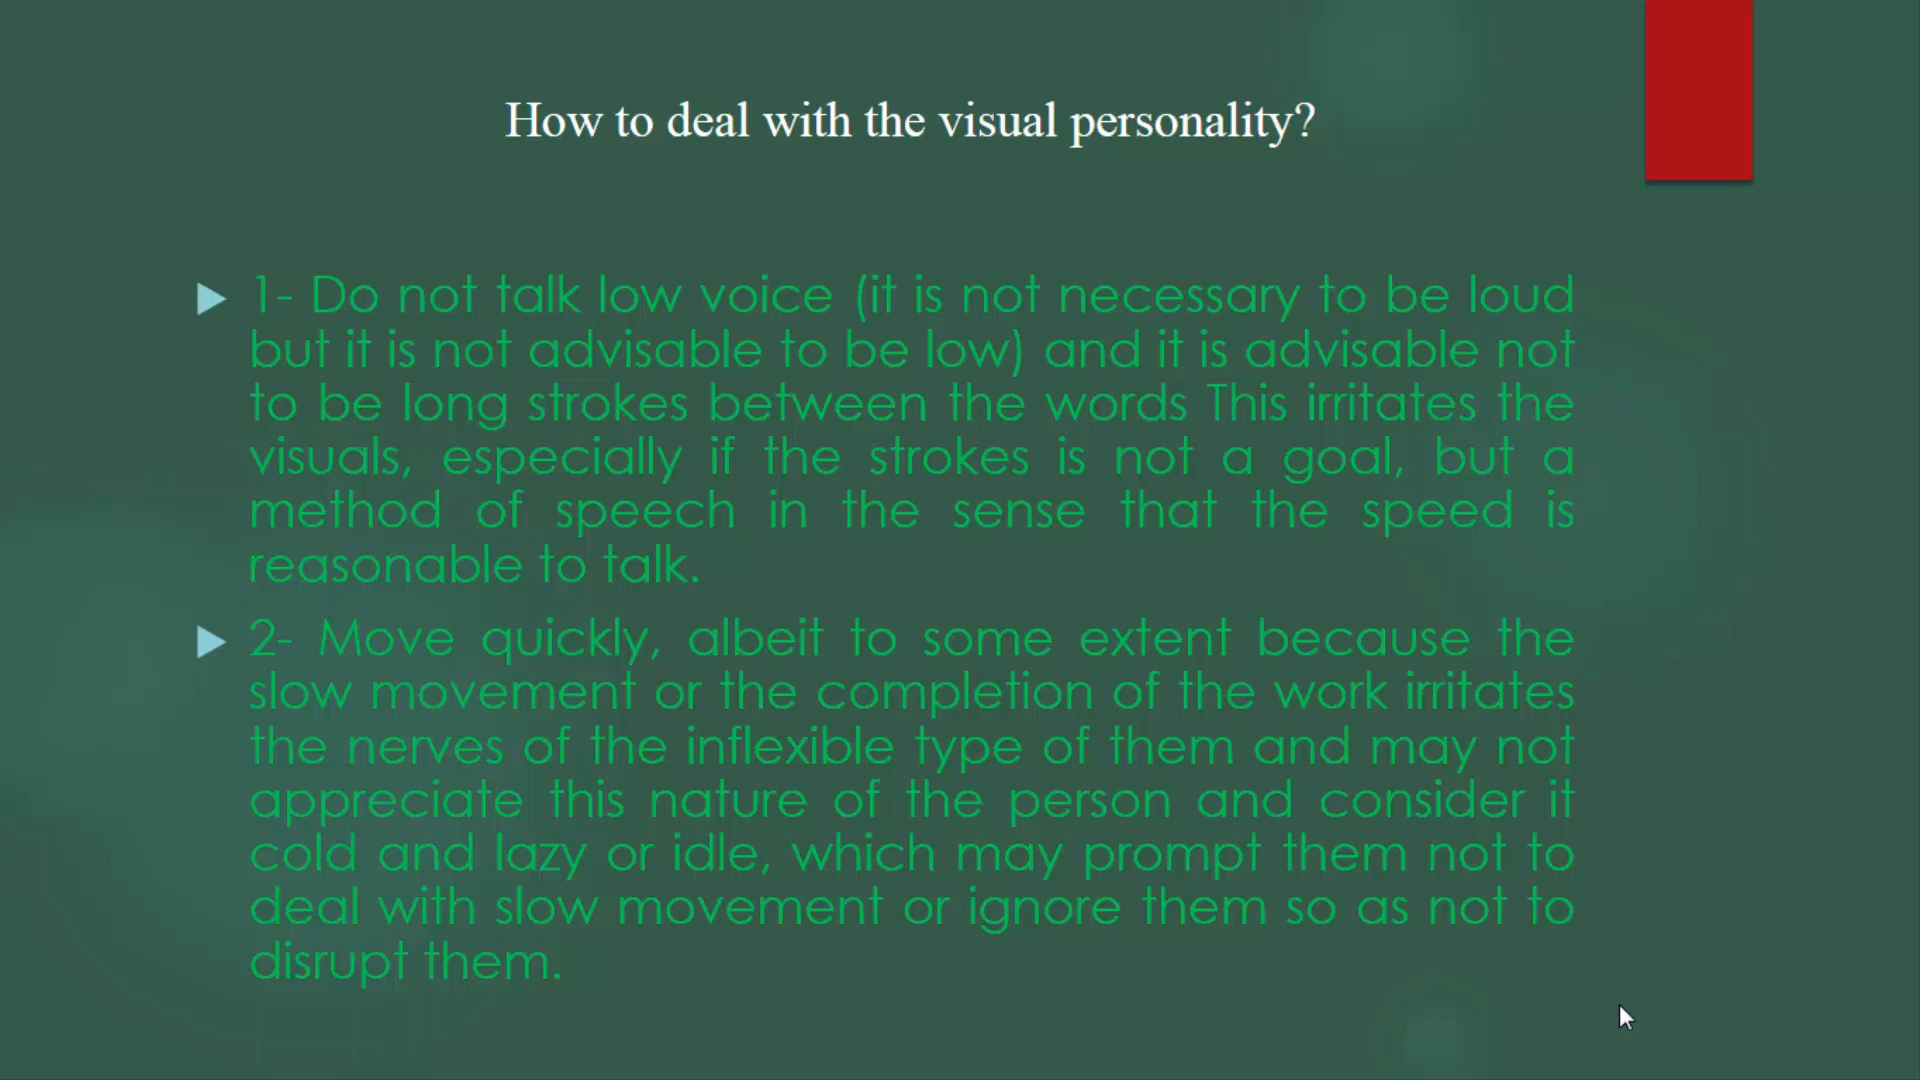 How to deal with the visual personality?
1- Do not talk low voice (it is not necessary to be loud
but it is not advisable to be low) and it is advisable not
to be long strokes between the words This irritates the
visuals, especially if the strokes is not a goal, but a
method of speech in the sense that the speed is
reasonable to talk.
2- Move quickly, albeit to some extent because the
slow movement or the completion of the work irritates
the nerves of the inflexible type of them and may not
appreciate this nature of the person and consider it
cold and lazy or idle, which may prompt them not to
deal with slow movement or ignore them so as not to
disrupt them.